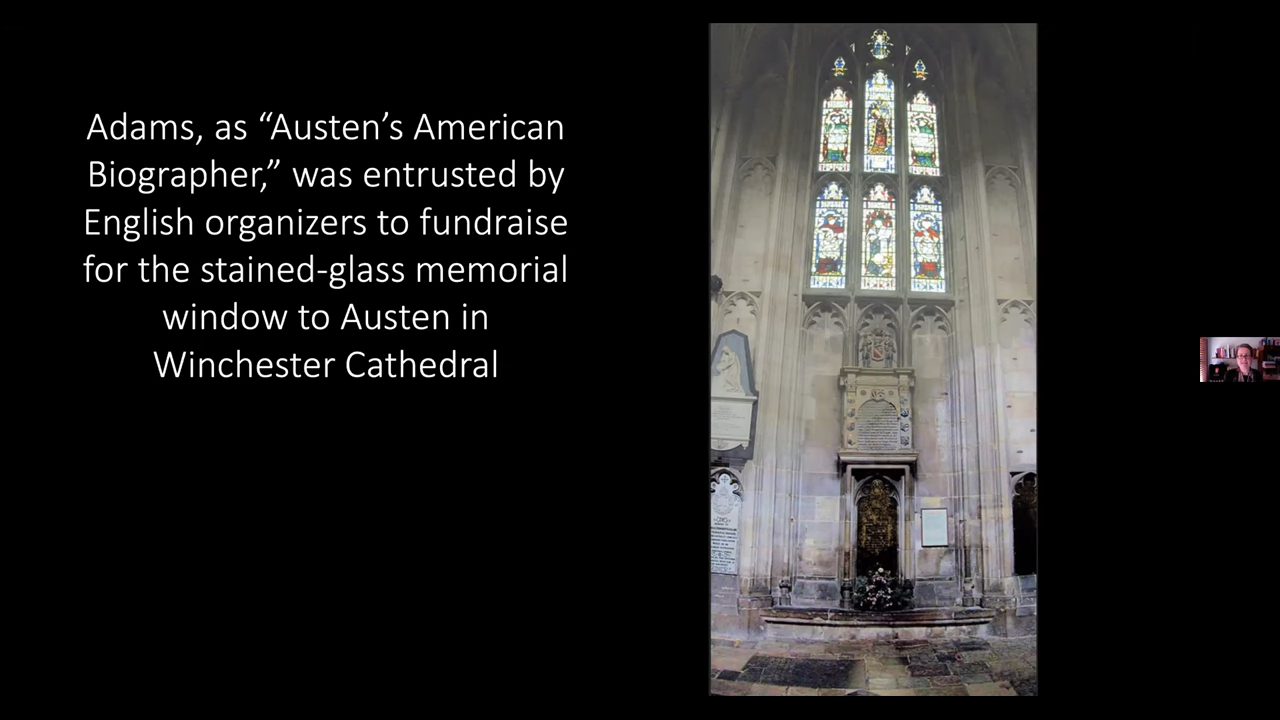 Adams, as “Austen’s American
Biographer,” was entrusted by
English organizers to fundraise
for the stained-glass memorial
window to Austen in
Winchester Cathedral